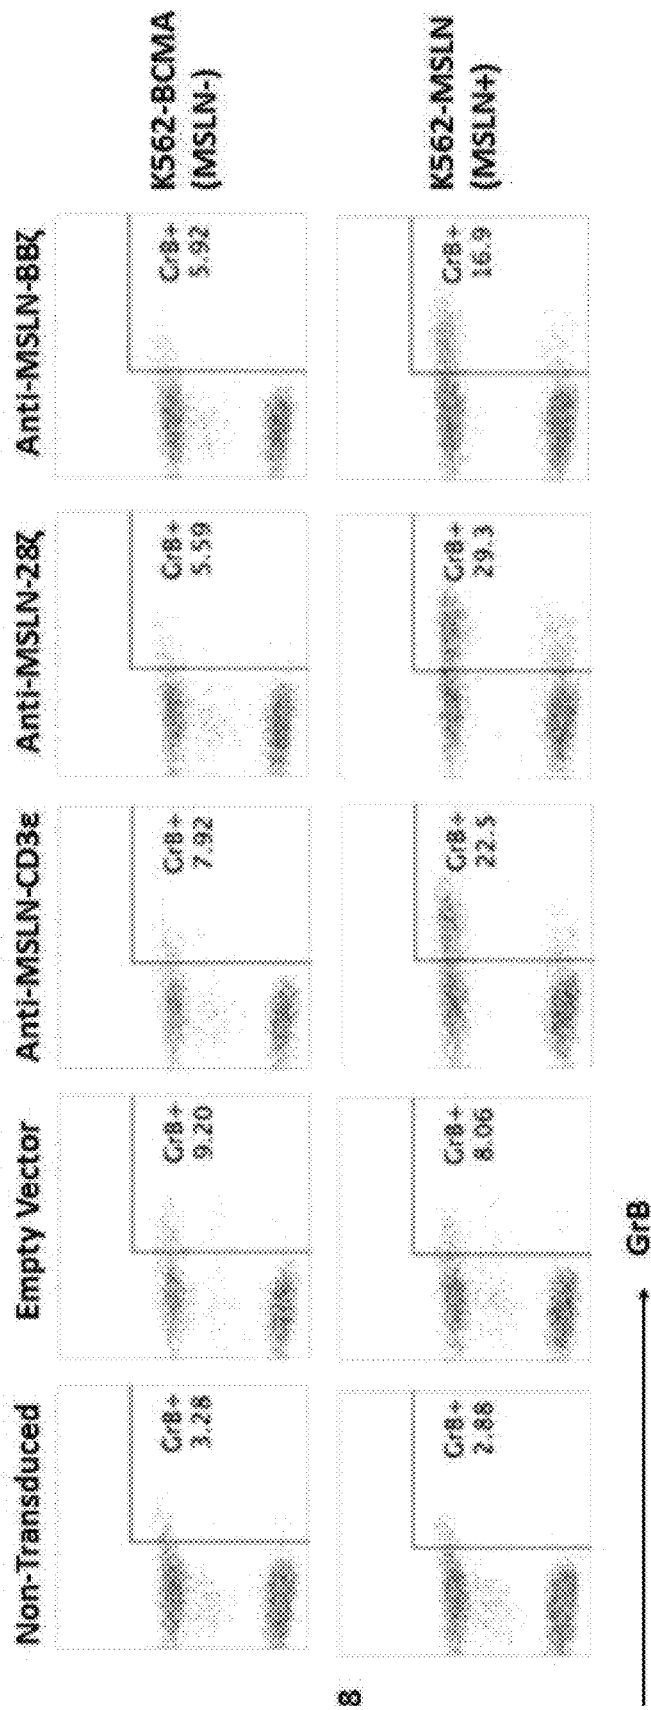 Non-Transduced
Empty Vector
Anti-MSLN-CD3ε
Anti-MSLN-28ζ
Anti-MSLN-BBζ
GrB+
3.28
GrB+
9.20
GrB+
7.92
GrB+
5.59
GrB+
5.92
K562-BCMA
(MSLN-)
GrB+
2.88
GrB+
8.06
GrB+
22.5
GrB+
29.3
GrB+
16.9
K562-MSLN
(MSLN+)
GrB